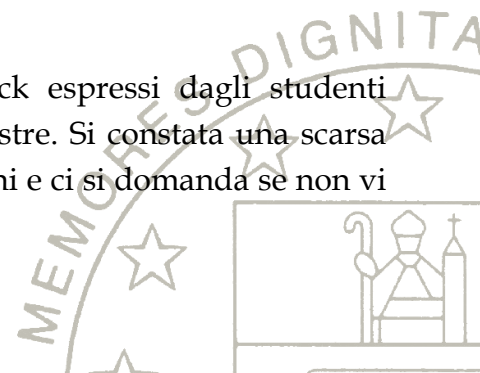 MEMORES DIGNITA
ck espressi dagli studenti
stre. Si constata una scarsa
ni e ci si domanda se non vi